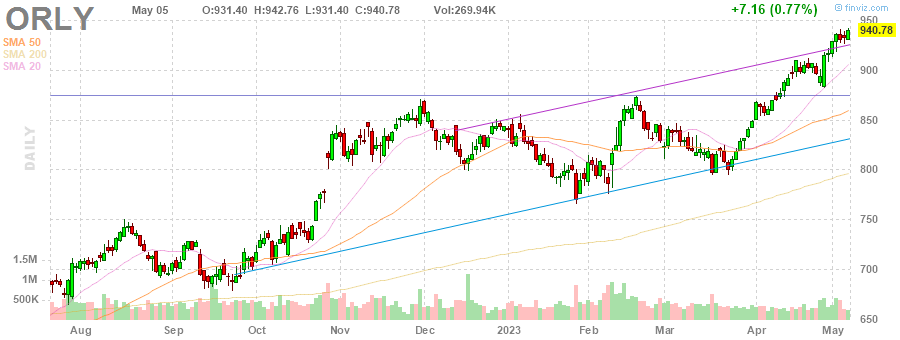 ORLY May 05 O:931.40 H:942.76 L:931.40 C:940.78 Vol:269.94K +7.16 (0.77%) © finviz.com
SMA 50
SMA 200
SMA 20
DAILY
950
940.78
900
850
800
750
700
650
1.5M
1M
500K
Aug Sep Oct Nov Dec 2023 Feb Mar Apr May